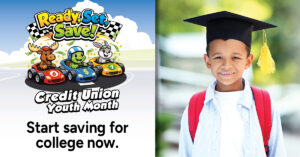 Ready, Set,
Save!
Credit Union
Youth Month
Start saving for
college now.